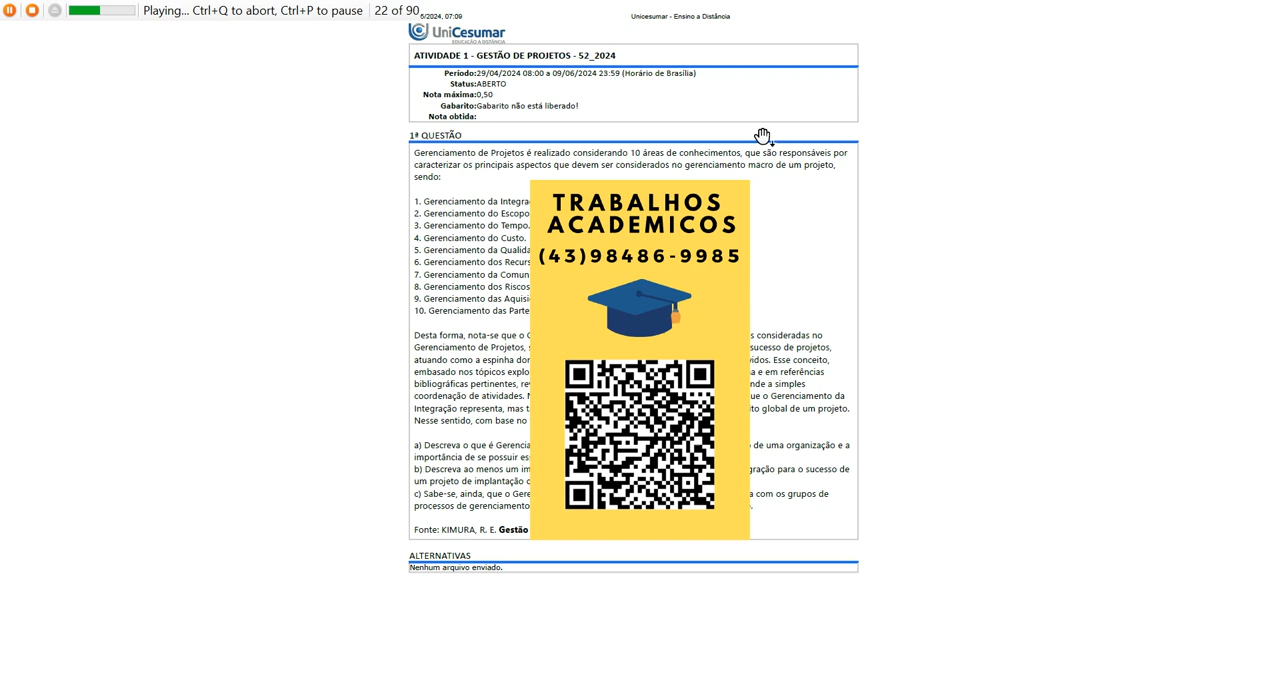 Playing... Ctrl+Q to abort, Ctrl+P to pause 22 of 90
6/2024, 07:09 Unicesumar - Ensino a Distância
UniCesumar
EDUCAÇÃO A DISTÂNCIA
ATIVIDADE 1 - GESTÃO DE PROJETOS - 52_2024
Período:29/04/2024 08:00 a 09/06/2024 23:59 (Horário de Brasília)
Status:ABERTO
Nota máxima:0,50
Gabarito:Gabarito não está liberado!
Nota obtida:
1ª QUESTÃO
Gerenciamento de Projetos é realizado considerando 10 áreas de conhecimentos, que são responsáveis por
caracterizar os principais aspectos que devem ser considerados no gerenciamento macro de um projeto,
sendo:
1. Gerenciamento da Integra
2. Gerenciamento do Escopo
3. Gerenciamento do Tempo.
4. Gerenciamento do Custo.
5. Gerenciamento da Qualida
6. Gerenciamento dos Recurs
7. Gerenciamento da Comun
8. Gerenciamento dos Riscos
9. Gerenciamento das Aquisi
10. Gerenciamento das Parte
TRABALHOS
ACADEMICOS
(43)98486-9985
Desta forma, nota-se que o G s consideradas no
Gerenciamento de Projetos, s sucesso de projetos,
atuando como a espinha dor vidos. Esse conceito,
embasado nos tópicos explo a e em referências
bibliográficas pertinentes, re nde a simples
coordenação de atividades. N que o Gerenciamento da
Integração representa, mas t ito global de um projeto.
Nesse sentido, com base no
a) Descreva o que é Gerencia de uma organização e a
importância de se possuir es
b) Descreva ao menos um im gração para o sucesso de
um projeto de implantação d
c) Sabe-se, ainda, que o Gere a com os grupos de
processos de gerenciamento
Fonte: KIMURA, R. E. Gestão
ALTERNATIVAS
Nenhum arquivo enviado.